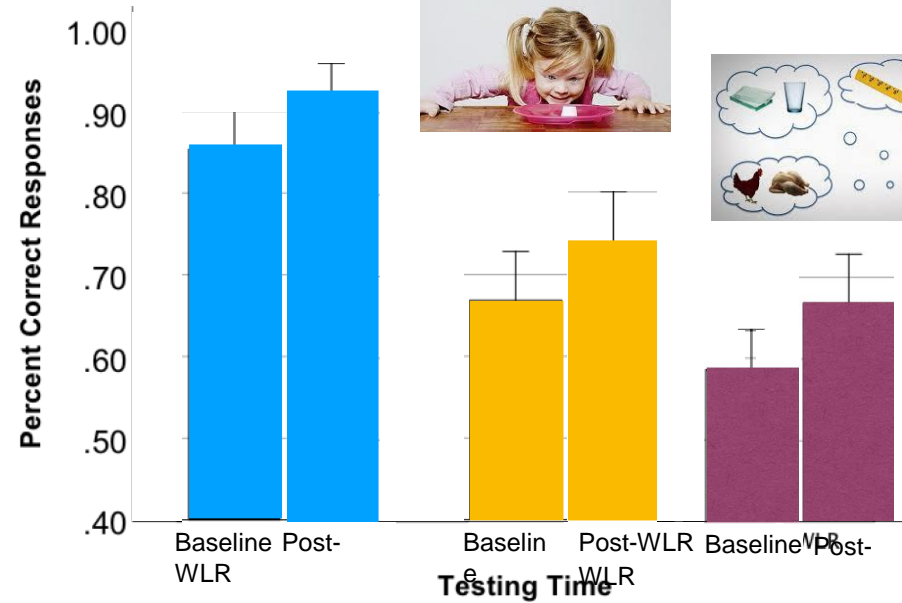 1.00
.90
.80
.70
.60
.50
.40
Percent Correct Responses
Baseline Post-
WLR
Baselin
e
Post-WLR
WLR
Baseline
WLR
Post-
Testing Time